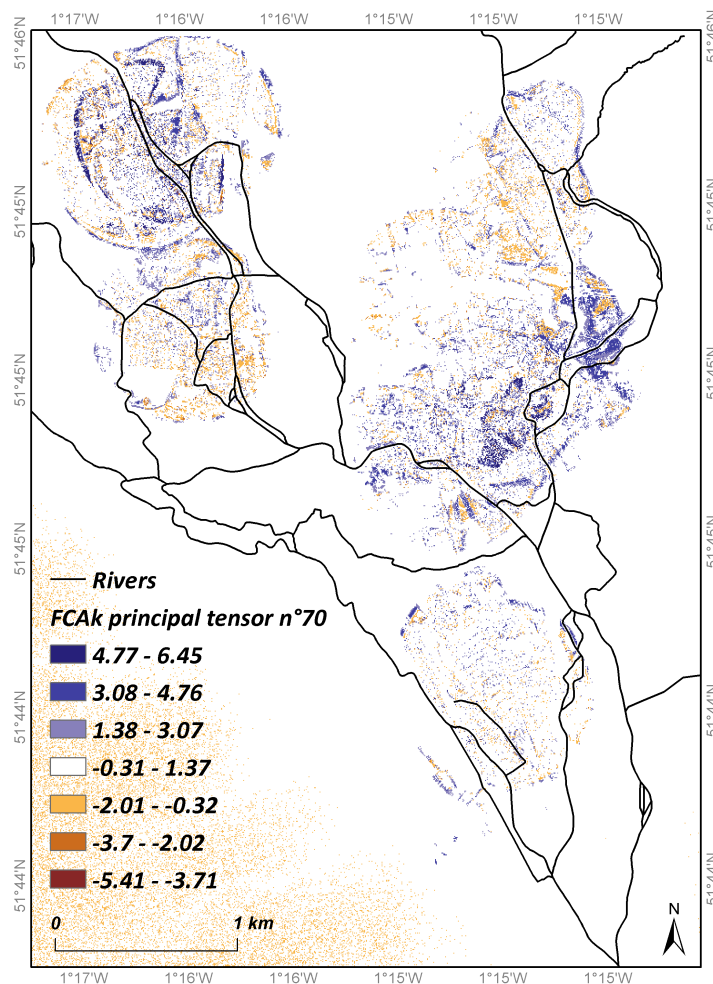 1°17'W 1°16'W 1°16'W 1°15'W 1°15'W 1°15'W
51°46'N 51°46'N
51°45'N 51°45'N
51°45'N 51°45'N
51°45'N 51°45'N
Rivers
FCAk principal tensor n°70
4.77 - 6.45
3.08 - 4.76
1.38 - 3.07
-0.31 - 1.37
-2.01 - -0.32
-3.7 - -2.02
-5.41 - -3.71
51°44'N 51°44'N
51°44'N 51°44'N
0 1 km
N
1°17'W 1°16'W 1°16'W 1°15'W 1°15'W 1°15'W